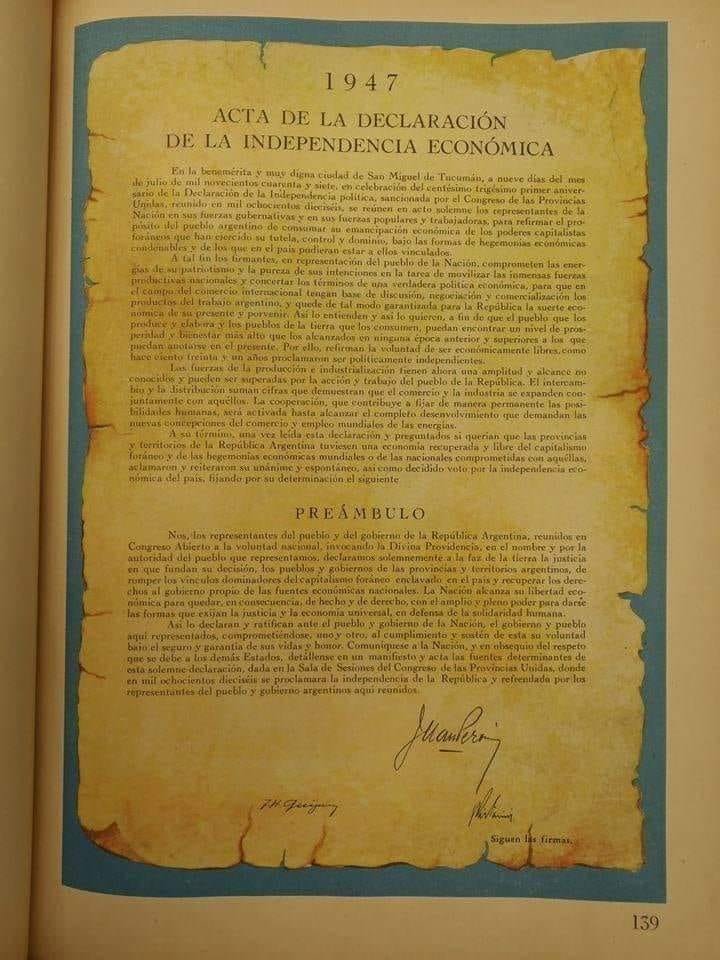 1947
ACTA DE LA DECLARACIÓN
DE LA INDEPENDENCIA ECONÓMICA
En la benemérita y muy digna ciudad de San Miguel de Tucumán, a nueve días del mes
de julio de mil novecientos cuarenta y siete, en celebración del centésimo trigésimo primer aniver-
sario de la Declaración de la Independencia política, sancionada por el Congreso de las Provincias
Unidas, reunido en mil ochocientos dieciséis, se reúnen en acto solemne los representantes de la
Nación en sus fuerzas gubernativas y en sus fuerzas populares y trabajadoras, para refirmar el pro-
pósito del pueblo argentino de consumar su emancipación económica de los poderes capitalistas
foráneos que han ejercido su tutela, control y dominio, bajo las formas de hegemonías económicas
condenables y de los que en el país pudieran estar a ellos vinculados.
A tal fin los firmantes, en representación del pueblo de la Nación, comprometen las ener-
gías de su patriotismo y la pureza de sus intenciones en la tarea de movilizar las inmensas fuerzas
productivas nacionales y concertar los términos de una verdadera política económica, para que en
el campo del comercio internacional tengan base de discusión, negociación y comercialización los
productos del trabajo argentino, y quede de tal modo garantizada para la República la suerte eco-
nómica de su presente y porvenir. Así lo entienden y así lo quieren, a fin de que el pueblo que los
produce y elabora y los pueblos de la tierra que los consumen, puedan encontrar un nivel de pros-
peridad y bienestar más alto que los alcanzados en ninguna época anterior y superiores a los que
puedan anotarse en el presente. Por ello, refirman la voluntad de ser económicamente libres, como
hace ciento treinta y un años proclamaron ser políticamente independientes.
Las fuerzas de la producción e industrialización tienen ahora una amplitud y alcance no
conocidos y pueden ser superadas por la acción y trabajo del pueblo de la República. El intercam-
bio y la distribución suman cifras que demuestran que el comercio y la industria se expanden con-
juntamente con aquéllos. La cooperación, que contribuye a fijar de manera permanente las posi-
bilidades humanas, será activada hasta alcanzar el completo desenvolvimiento que demandan las
nuevas concepciones del comercio y empleo mundiales de las energías.
A su término, una vez leída esta declaración y preguntados si querían que las provincias
y territorios de la República Argentina tuviesen una economía recuperada y libre del capitalismo
foráneo y de las hegemonías económicas mundiales o de las nacionales comprometidas con aquéllas,
aclamaron y reiteraron su unánime y espontáneo, así como decidido voto por la independencia eco-
nómica del país, fijando por su determinación el siguiente
PREÁMBULO
Nos, los representantes del pueblo y del gobierno de la República Argentina, reunidos en
Congreso Abierto a la voluntad nacional, invocando la Divina Providencia, en el nombre y por la
autoridad del pueblo que representamos, declaramos solemnemente a la faz de la tierra la justicia
en que fundan su decisión, los pueblos y gobiernos de las provincias y territorios argentinos, de
romper los vínculos dominadores del capitalismo foráneo enclavado en el país y recuperar los dere-
chos al gobierno propio de las fuentes económicas nacionales. La Nación alcanza su libertad eco-
nómica para quedar, en consecuencia, de hecho y de derecho, con el amplio y pleno poder para darse
las formas que exijan la justicia y la economía universal, en defensa de la solidaridad humana.
Así lo declaran y ratifican ante el pueblo y gobierno de la Nación, el gobierno y pueblo
aquí representados, comprometiéndose, uno y otro, al cumplimiento y sostén de esta su voluntad
bajo el seguro y garantía de sus vidas y honor. Comuníquese a la Nación, y en obsequio del respeto
que se debe a los demás Estados, detállense en un manifiesto y acta las fuentes determinantes de
esta solemne declaración, dada en la Sala de Sesiones del Congreso de las Provincias Unidas, donde
en mil ochocientos dieciséis se proclamara la independencia de la República y refrendada por los
representantes del pueblo y gobierno argentinos aquí reunidos.
Juan Perón
Siguen las firmas.
139